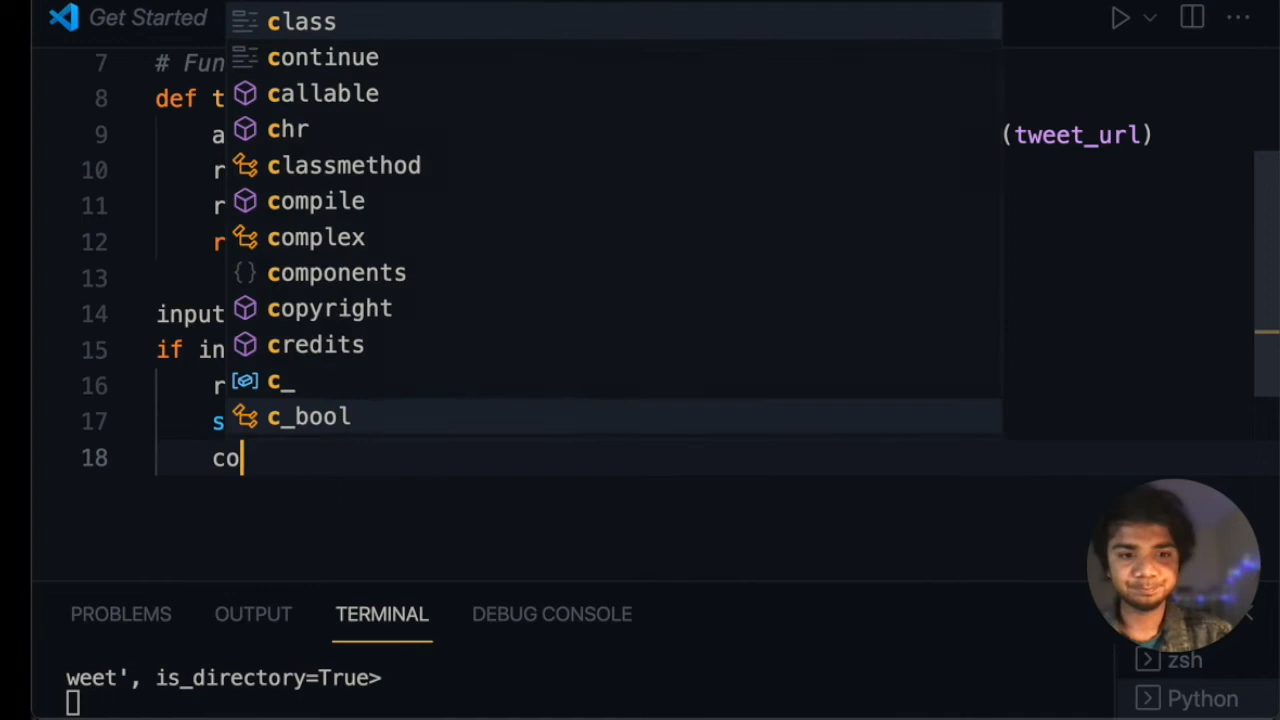 Get Started
class
continue
callable
chr
classmethod
compile
complex
components
copyright
credits
c_
c_bool
7 # Fun
8 def t
9 a (tweet_url)
10 r
11 r
12 r
13
14 input
15 if in
16 r
17 s
18 co
PROBLEMS OUTPUT TERMINAL DEBUG CONSOLE
weet', is_directory=True>
zsh
Python